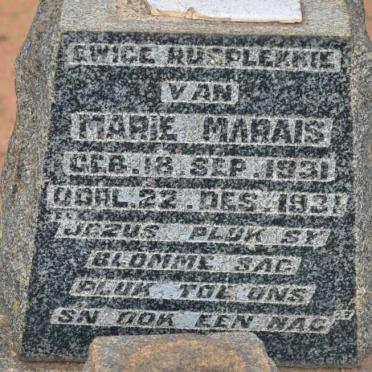 EWIGE RUSPLEKKIE
VAN
MARIE MARAIS
GEB. 18. SEP. 1931
OORL. 22. DES. 1931
JEZUS PLUK SY
BLOMME SAG
PLUK TOE ONS
SN OOK EEN NAG